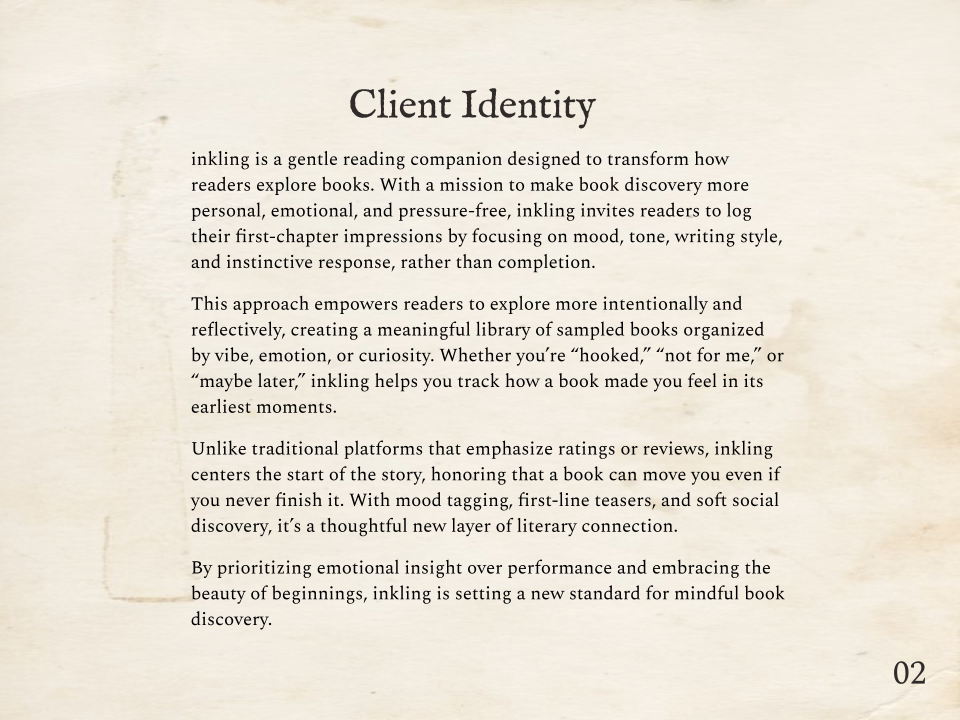 Client Identity
inkling is a gentle reading companion designed to transform how
readers explore books. With a mission to make book discovery more
personal, emotional, and pressure-free, inkling invites readers to log
their first-chapter impressions by focusing on mood, tone, writing style,
and instinctive response, rather than completion.
This approach empowers readers to explore more intentionally and
reflectively, creating a meaningful library of sampled books organized
by vibe, emotion, or curiosity. Whether you’re “hooked,” “not for me,” or
“maybe later,” inkling helps you track how a book made you feel in its
earliest moments.
Unlike traditional platforms that emphasize ratings or reviews, inkling
centers the start of the story, honoring that a book can move you even if
you never finish it. With mood tagging, first-line teasers, and soft social
discovery, it’s a thoughtful new layer of literary connection.
By prioritizing emotional insight over performance and embracing the
beauty of beginnings, inkling is setting a new standard for mindful book
discovery.
02